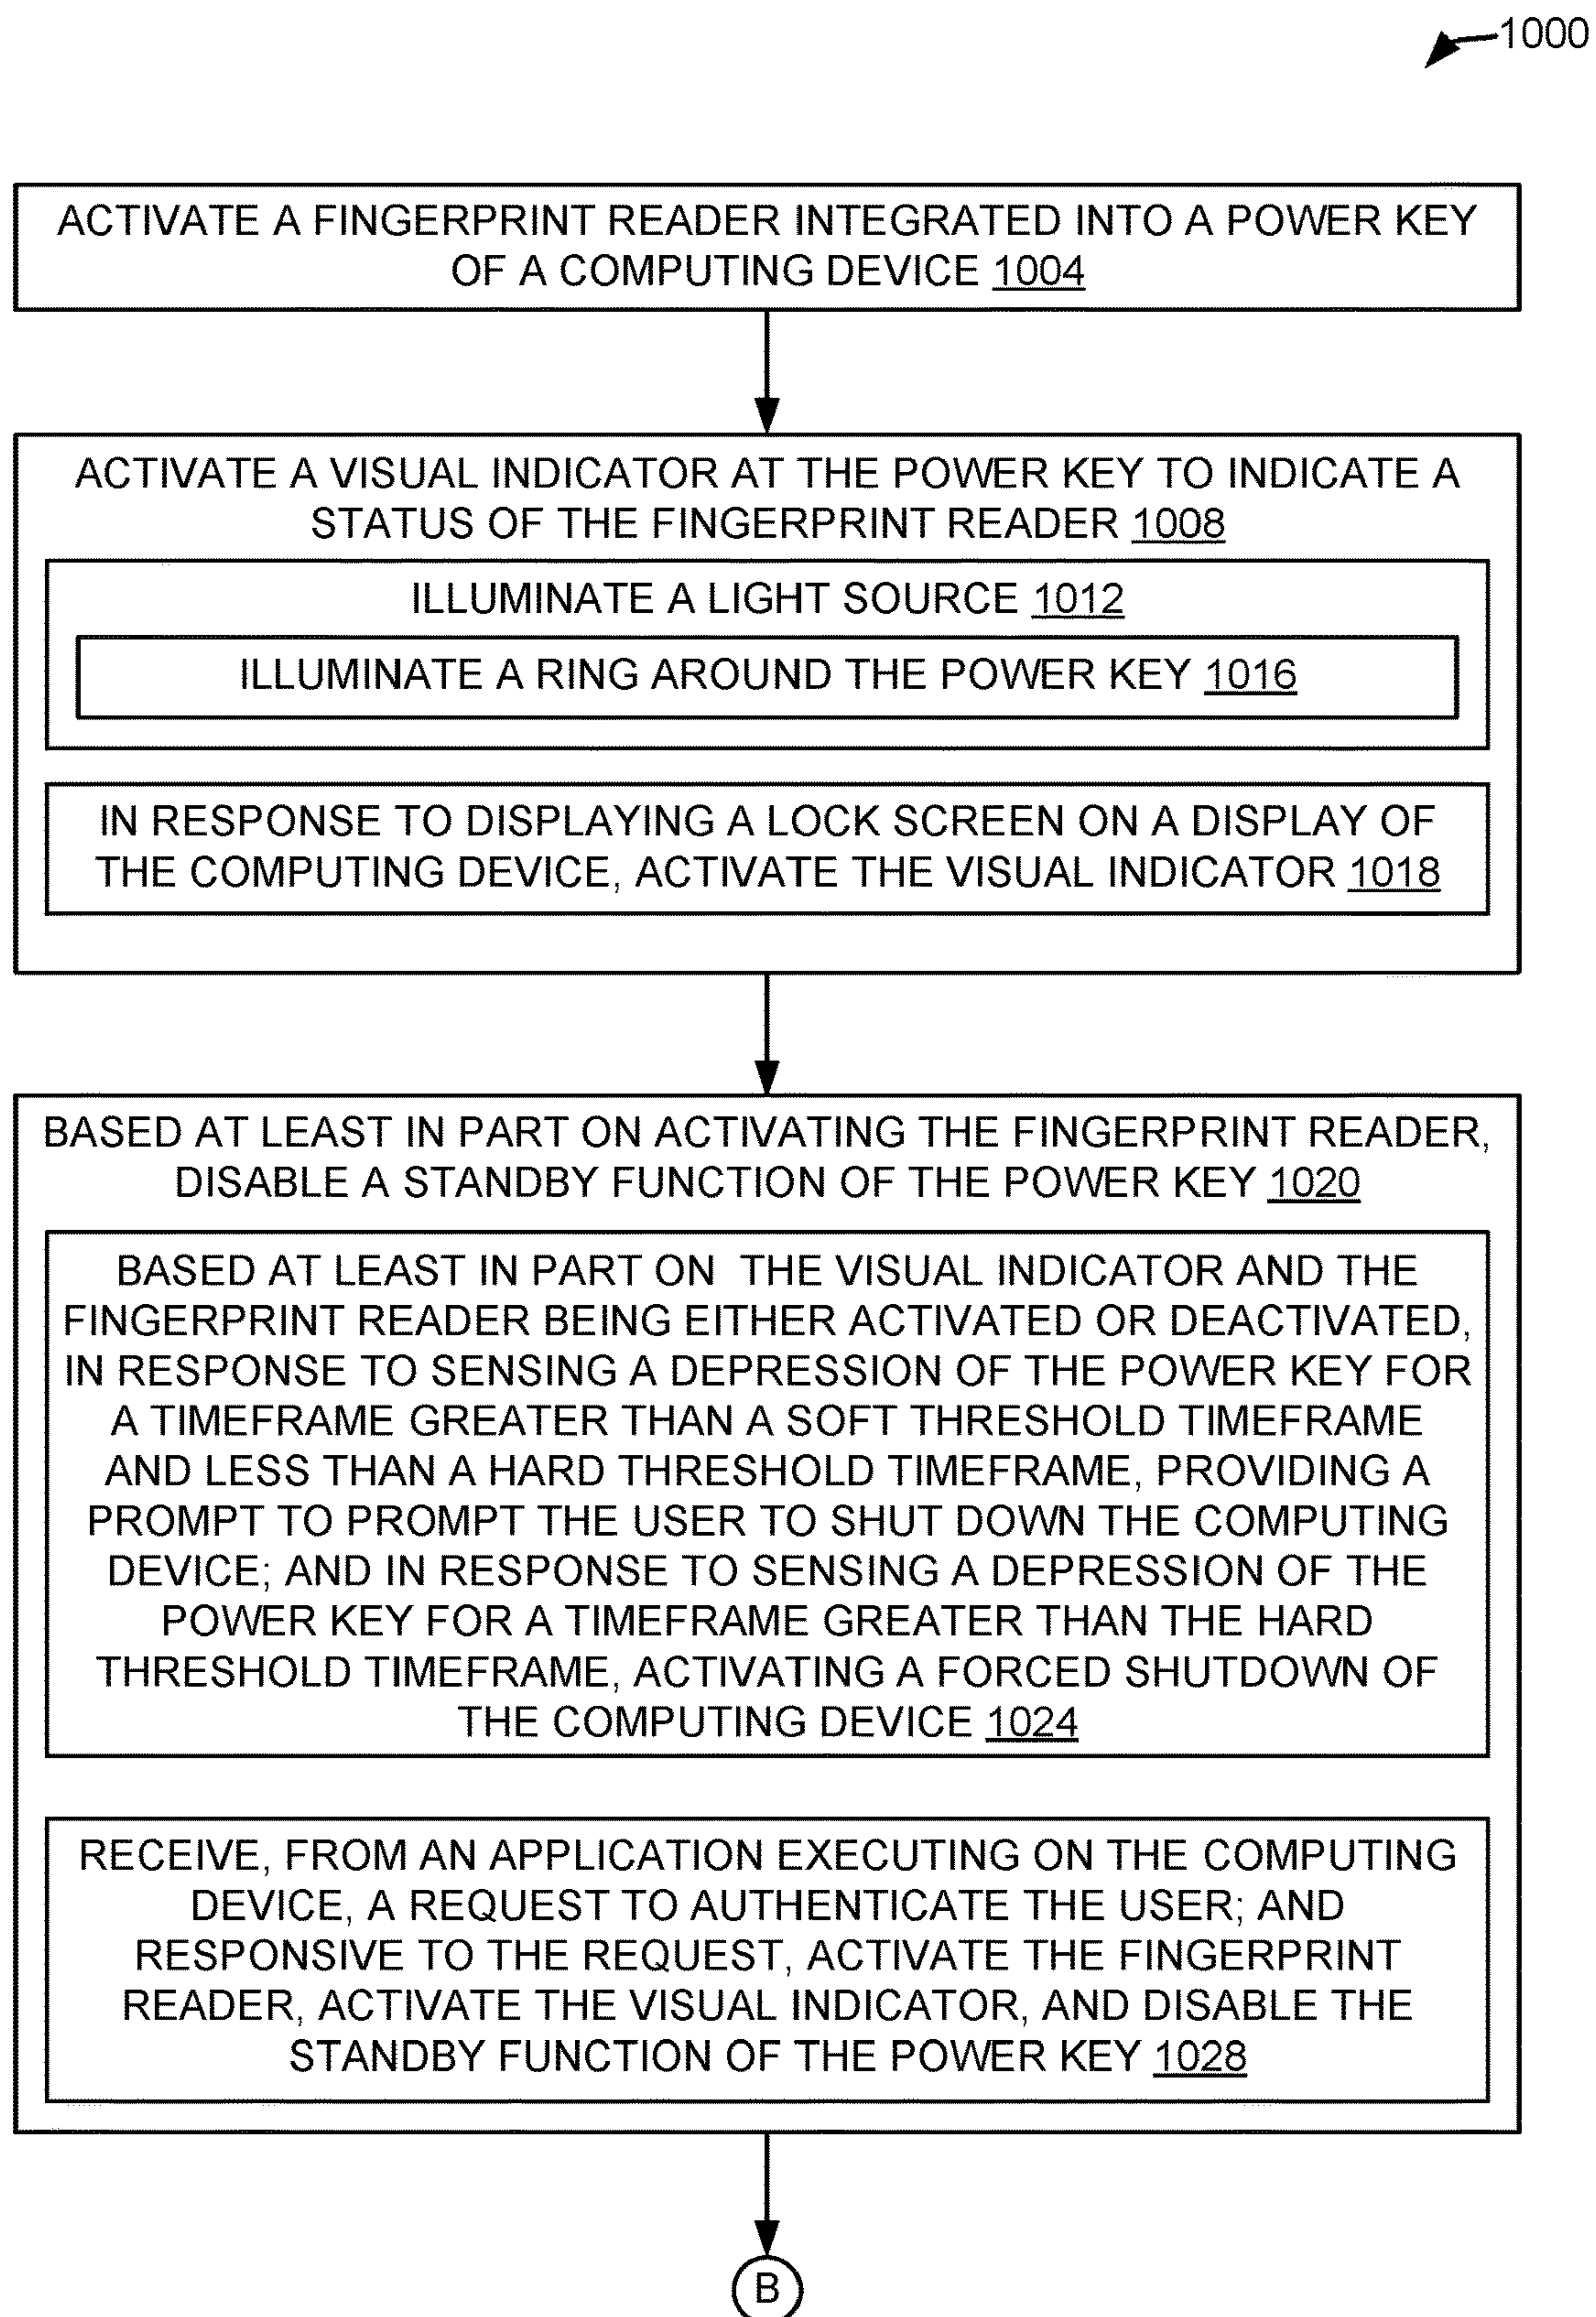 1000
ACTIVATE A FINGERPRINT READER INTEGRATED INTO A POWER KEY
OF A COMPUTING DEVICE 1004
ACTIVATE A VISUAL INDICATOR AT THE POWER KEY TO INDICATE A
STATUS OF THE FINGERPRINT READER 1008
ILLUMINATE A LIGHT SOURCE 1012
ILLUMINATE A RING AROUND THE POWER KEY 1016
IN RESPONSE TO DISPLAYING A LOCK SCREEN ON A DISPLAY OF
THE COMPUTING DEVICE, ACTIVATE THE VISUAL INDICATOR 1018
BASED AT LEAST IN PART ON ACTIVATING THE FINGERPRINT READER,
DISABLE A STANDBY FUNCTION OF THE POWER KEY 1020
BASED AT LEAST IN PART ON THE VISUAL INDICATOR AND THE
FINGERPRINT READER BEING EITHER ACTIVATED OR DEACTIVATED,
IN RESPONSE TO SENSING A DEPRESSION OF THE POWER KEY FOR
A TIMEFRAME GREATER THAN A SOFT THRESHOLD TIMEFRAME
AND LESS THAN A HARD THRESHOLD TIMEFRAME, PROVIDING A
PROMPT TO PROMPT THE USER TO SHUT DOWN THE COMPUTING
DEVICE; AND IN RESPONSE TO SENSING A DEPRESSION OF THE
POWER KEY FOR A TIMEFRAME GREATER THAN THE HARD
THRESHOLD TIMEFRAME, ACTIVATING A FORCED SHUTDOWN OF
THE COMPUTING DEVICE 1024
RECEIVE, FROM AN APPLICATION EXECUTING ON THE COMPUTING
DEVICE, A REQUEST TO AUTHENTICATE THE USER; AND
RESPONSIVE TO THE REQUEST, ACTIVATE THE FINGERPRINT
READER, ACTIVATE THE VISUAL INDICATOR, AND DISABLE THE
STANDBY FUNCTION OF THE POWER KEY 1028
B